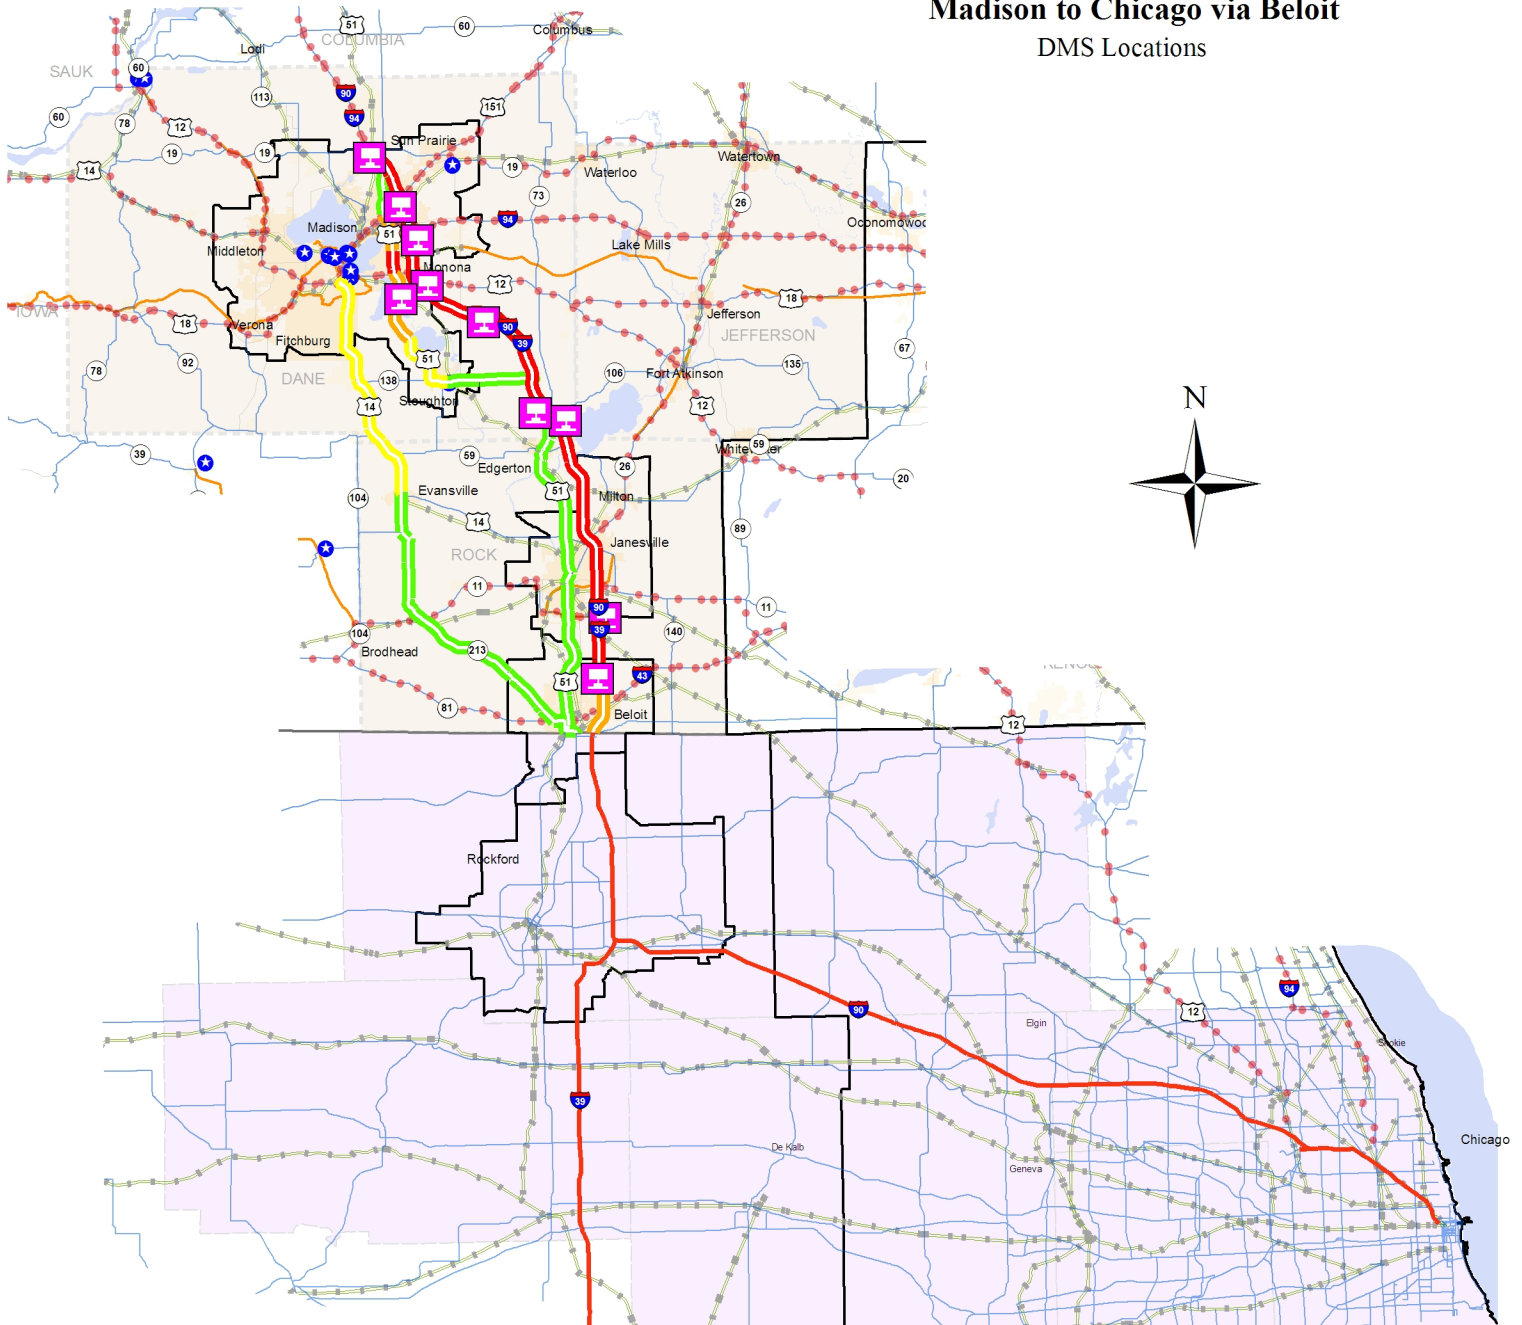 Madison to Chicago via Beloit
DMS Locations
51
60
Columbus
COLUMBIA
Lodi
SAUK
60
90
113
151
94
60
78
12
Sun Prairie
19
19
19
Watertown
14
Waterloo
73
26
94
Madison
51
Oconomowoc
Middleton
Lake Mills
Monona
12
18
IOWA
Jefferson
18
Verona
90
JEFFERSON
Fitchburg
39
67
92
51
78
DANE
138
106
Fort Atkinson
135
Stoughton
14
12
39
59
Whitewater
59
Edgerton
26
20
104
Evansville
51
Milton
14
89
ROCK
Janesville
11
90
11
104
39
140
Brodhead
213
43
51
81
Beloit
12
Rockford
94
90
12
Elgin
Skokie
39
Chicago
De Kalb
Geneva
N